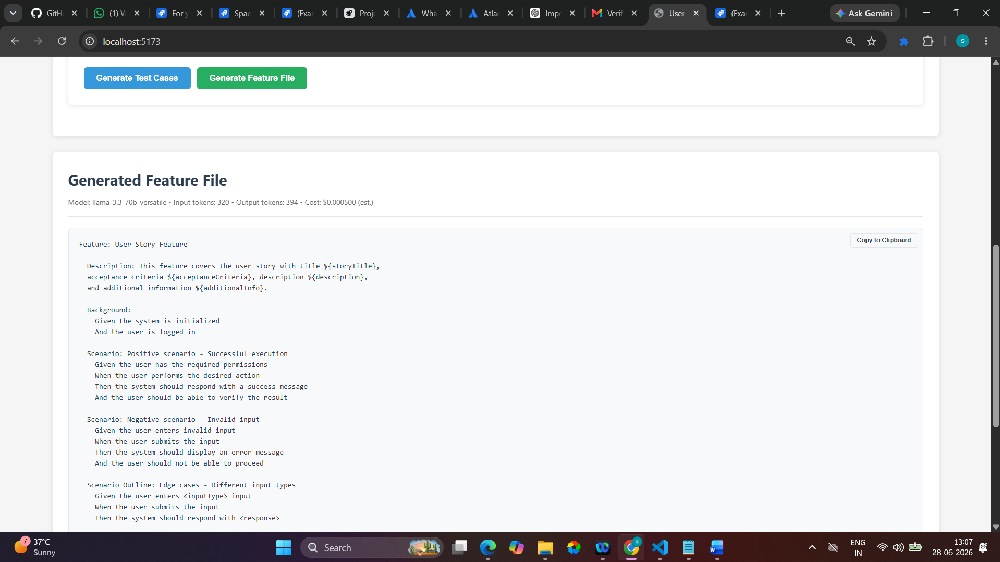 GitH
(1) W
For y
Spac
(Exar
Proje
Wha
Atlas
Impo
Verif
User
(Exar
Ask Gemini
localhost:5173
S
Generate Test Cases
Generate Feature File
Generated Feature File
Model: llama-3.3-70b-versatile • Input tokens: 320 • Output tokens: 394 • Cost: $0.000500 (est.)
Copy to Clipboard
Feature: User Story Feature
Description: This feature covers the user story with title ${storyTitle},
acceptance criteria ${acceptanceCriteria}, description ${description},
and additional information ${additionalInfo}.
Background:
Given the system is initialized
And the user is logged in
Scenario: Positive scenario - Successful execution
Given the user has the required permissions
When the user performs the desired action
Then the system should respond with a success message
And the user should be able to verify the result
Scenario: Negative scenario - Invalid input
Given the user enters invalid input
When the user submits the input
Then the system should display an error message
And the user should not be able to proceed
Scenario Outline: Edge cases - Different input types
Given the user enters <inputType> input
When the user submits the input
Then the system should respond with <response>
7
37°C
Sunny
Search
ENG
IN
13:07
28-06-2026